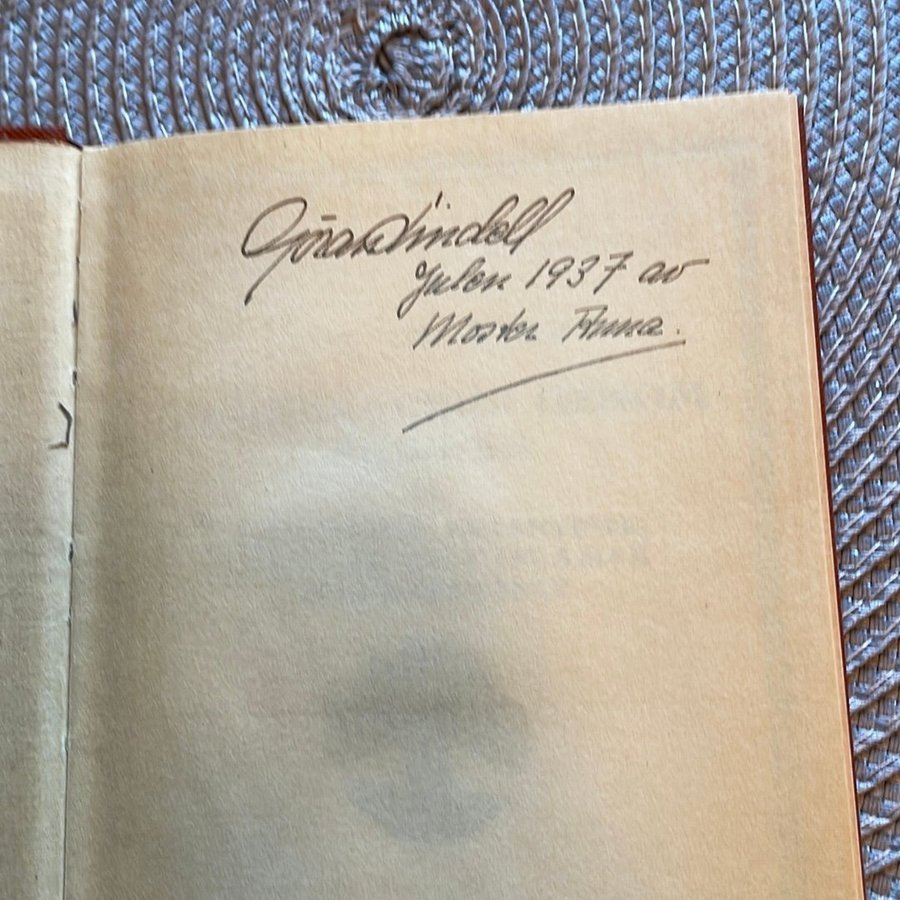 Göran Lindell
Julen 1937 av
Moster Anna.